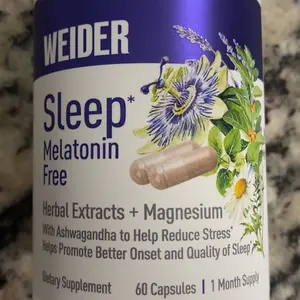 WEIDER
Sleep*
Melatonin
Free
Herbal Extracts + Magnesium
With Ashwagandha to Help Reduce Stress*
Helps Promote Better Onset and Quality of Sleep*
Dietary Supplement 60 Capsules | 1 Month Supply